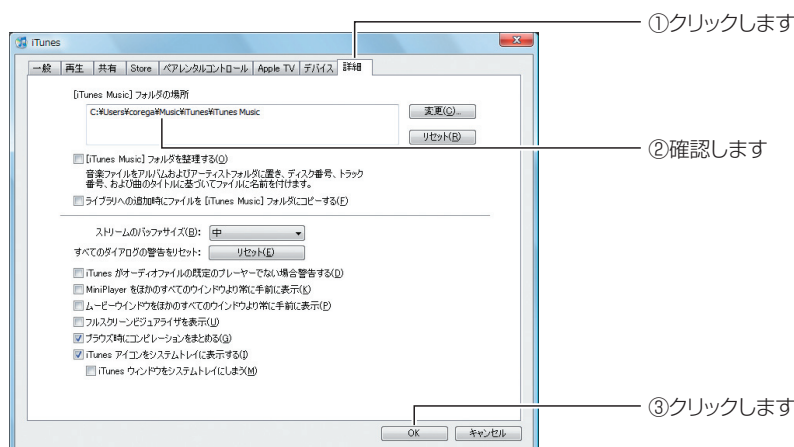 ①クリックします
iTunes
一般 再生 共有 Store ペアレンタルコントロール Apple TV デバイス 詳細
[iTunes Music] フォルダの場所
C:¥Users¥corega¥Music¥iTunes¥iTunes Music
変更(G)...
リセット(R)
②確認します
[iTunes Music] フォルダを整理する(O)
音楽ファイルをアルバムおよびアーティストフォルダに置き、ディスク番号、トラック
番号、および曲のタイトルに基づいてファイルに名前を付けます。
ライブラリへの追加時にファイルを [iTunes Music] フォルダにコピーする(F)
ストリームのバッファサイズ(B): 中
すべてのダイアログの警告をリセット: リセット(E)
iTunes がオーディオファイルの既定のプレーヤーでない場合警告する(D)
MiniPlayer をほかのすべてのウインドウより常に手前に表示(K)
ムービーウインドウをほかのすべてのウインドウより常に手前に表示(P)
フルスクリーンビジュアライザを表示(U)
ブラウズ時にコンピレーションをまとめる(G)
iTunes アイコンをシステムトレイに表示する(I)
iTunes ウィンドウをシステムトレイにしまう(M)
③クリックします
OK キャンセル